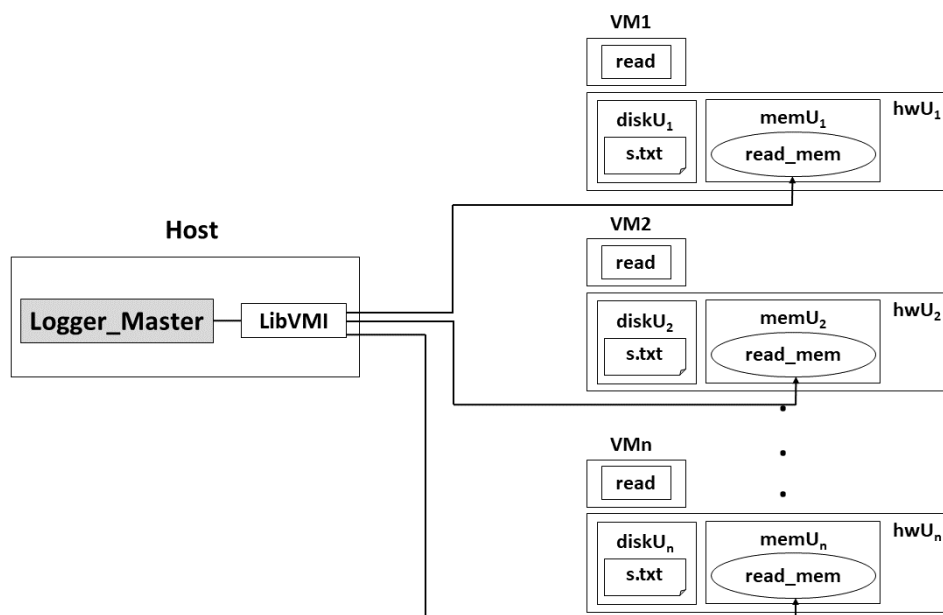 VM1
read
diskU₁
s.txt
memU₁
read_mem
hwU₁
Host
Logger_Master
LibVMI
VM2
read
diskU₂
s.txt
memU₂
read_mem
hwU₂
VMn
read
diskUₙ
s.txt
memUₙ
read_mem
hwUₙ